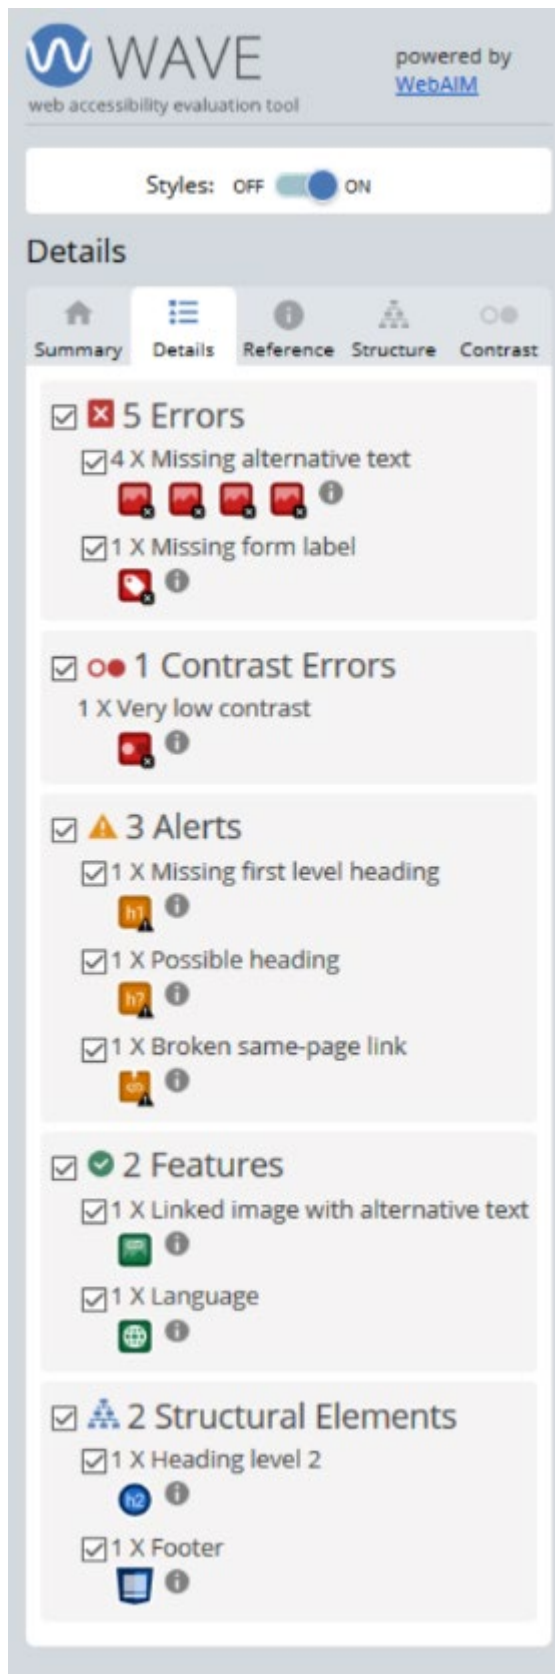 WAVE
powered by
WebAIM
web accessibility evaluation tool
Styles: OFF ON
Details
Summary Details Reference Structure Contrast
5 Errors
4 X Missing alternative text
1 X Missing form label
1 Contrast Errors
1 X Very low contrast
3 Alerts
1 X Missing first level heading
h1
1 X Possible heading
h?
1 X Broken same-page link
2 Features
1 X Linked image with alternative text
1 X Language
2 Structural Elements
1 X Heading level 2
h2
1 X Footer